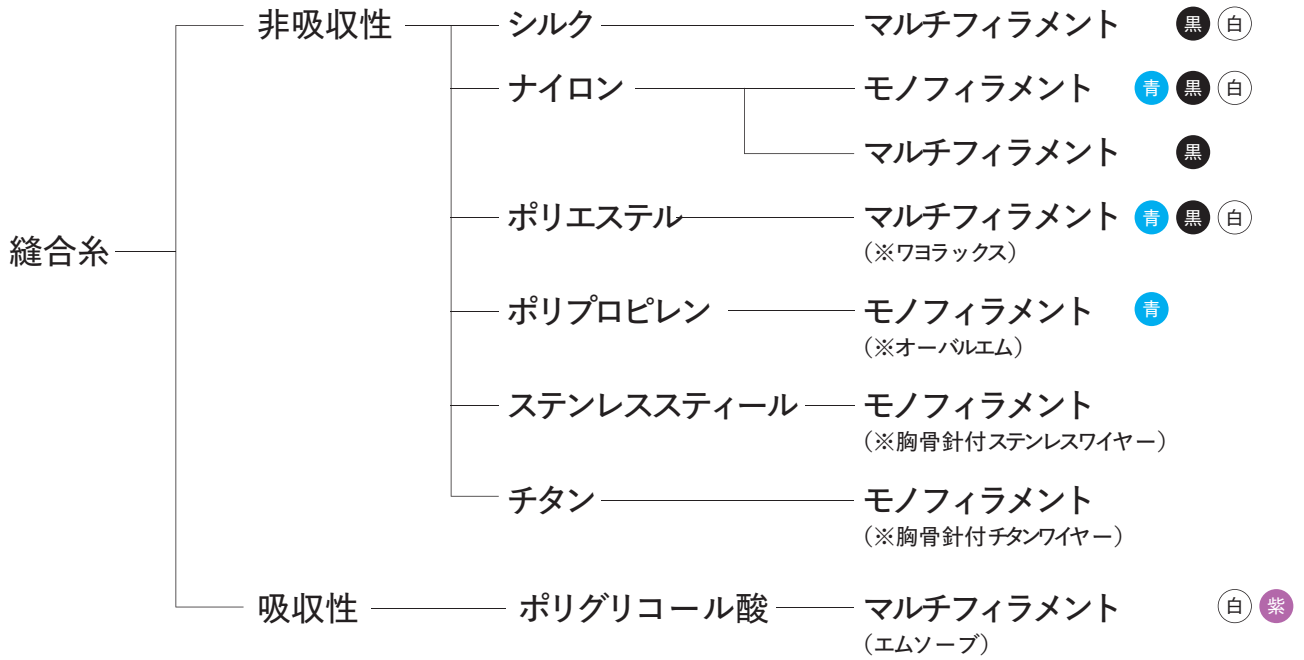 非吸収性 シルク マルチフィラメント 黒 白
ナイロン モノフィラメント 青 黒 白
マルチフィラメント 黒
ポリエステル マルチフィラメント 青 黒 白
(※ワヨラックス)
縫合糸
ポリプロピレン モノフィラメント 青
(※オーバルエム)
ステンレススティール モノフィラメント
(※胸骨針付ステンレスワイヤー)
チタン モノフィラメント
(※胸骨針付チタンワイヤー)
吸収性 ポリグリコール酸 マルチフィラメント 白 紫
(エムソーブ)